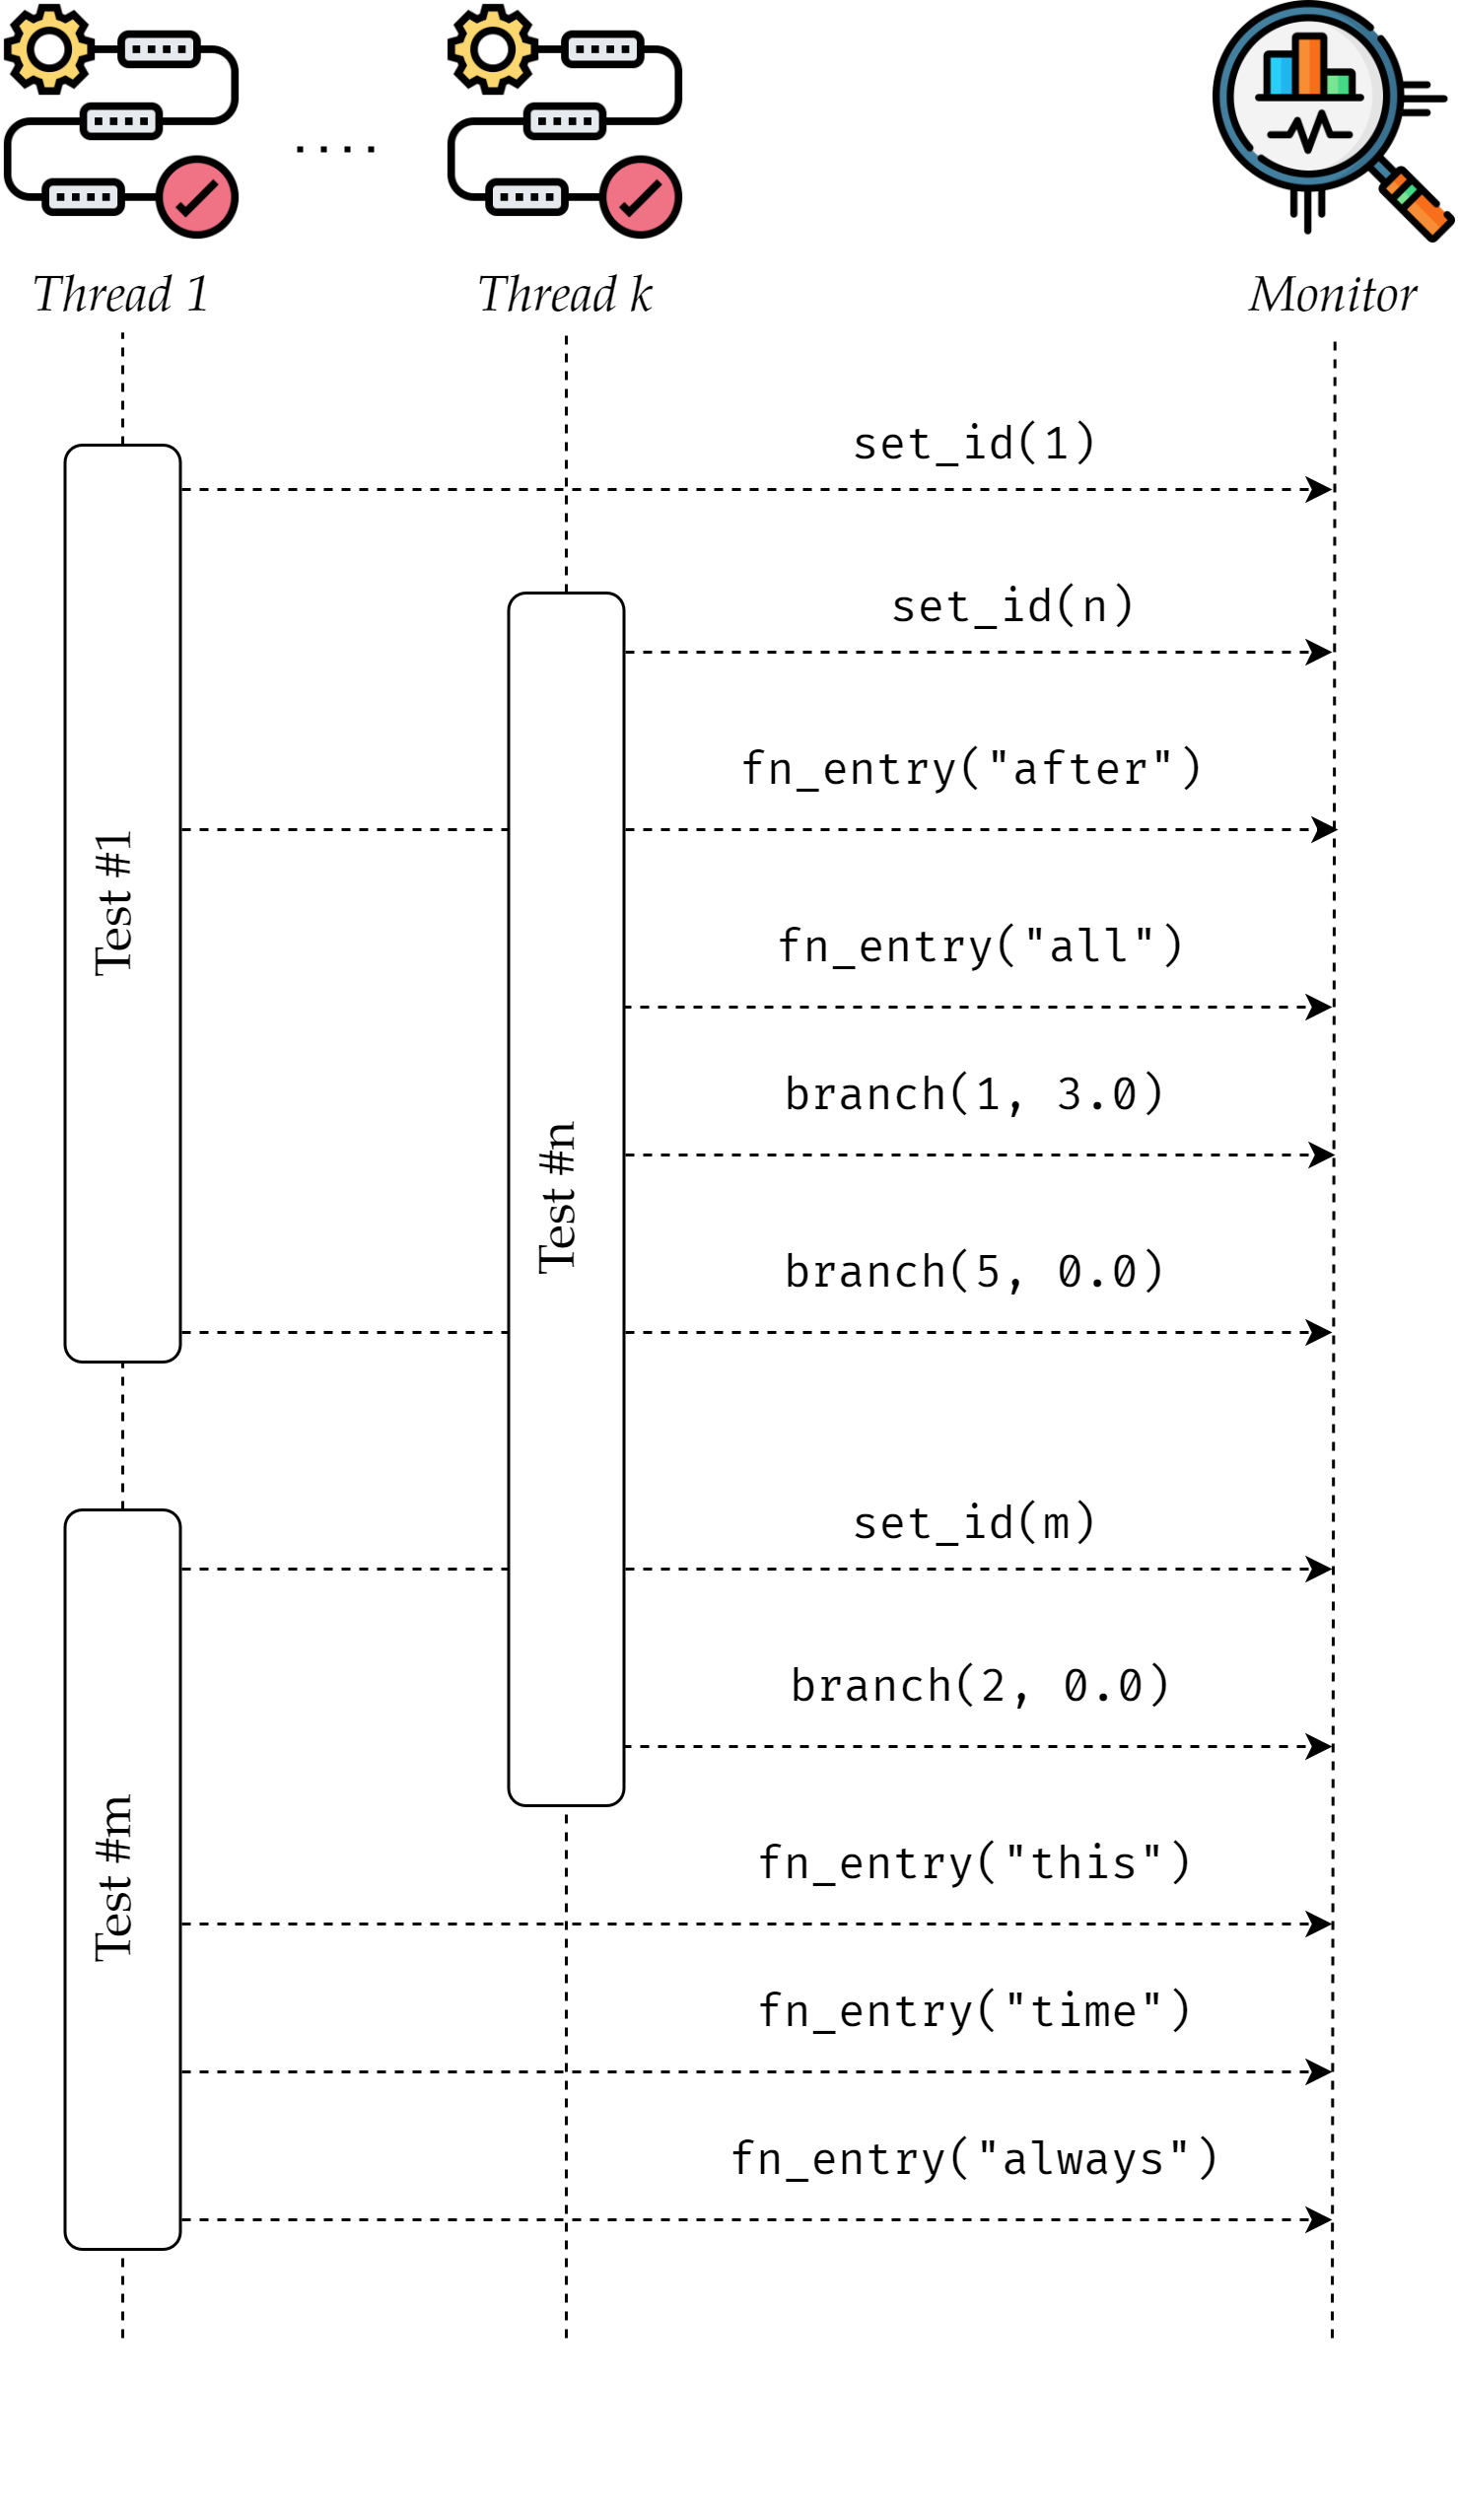 ....
Thread 1
Thread k
Monitor
set_id(1)
set_id(n)
fn_entry("after")
Test #1
fn_entry("all")
branch(1, 3.0)
Test #n
branch(5, 0.0)
set_id(m)
branch(2, 0.0)
Test #m
fn_entry("this")
fn_entry("time")
fn_entry("always")